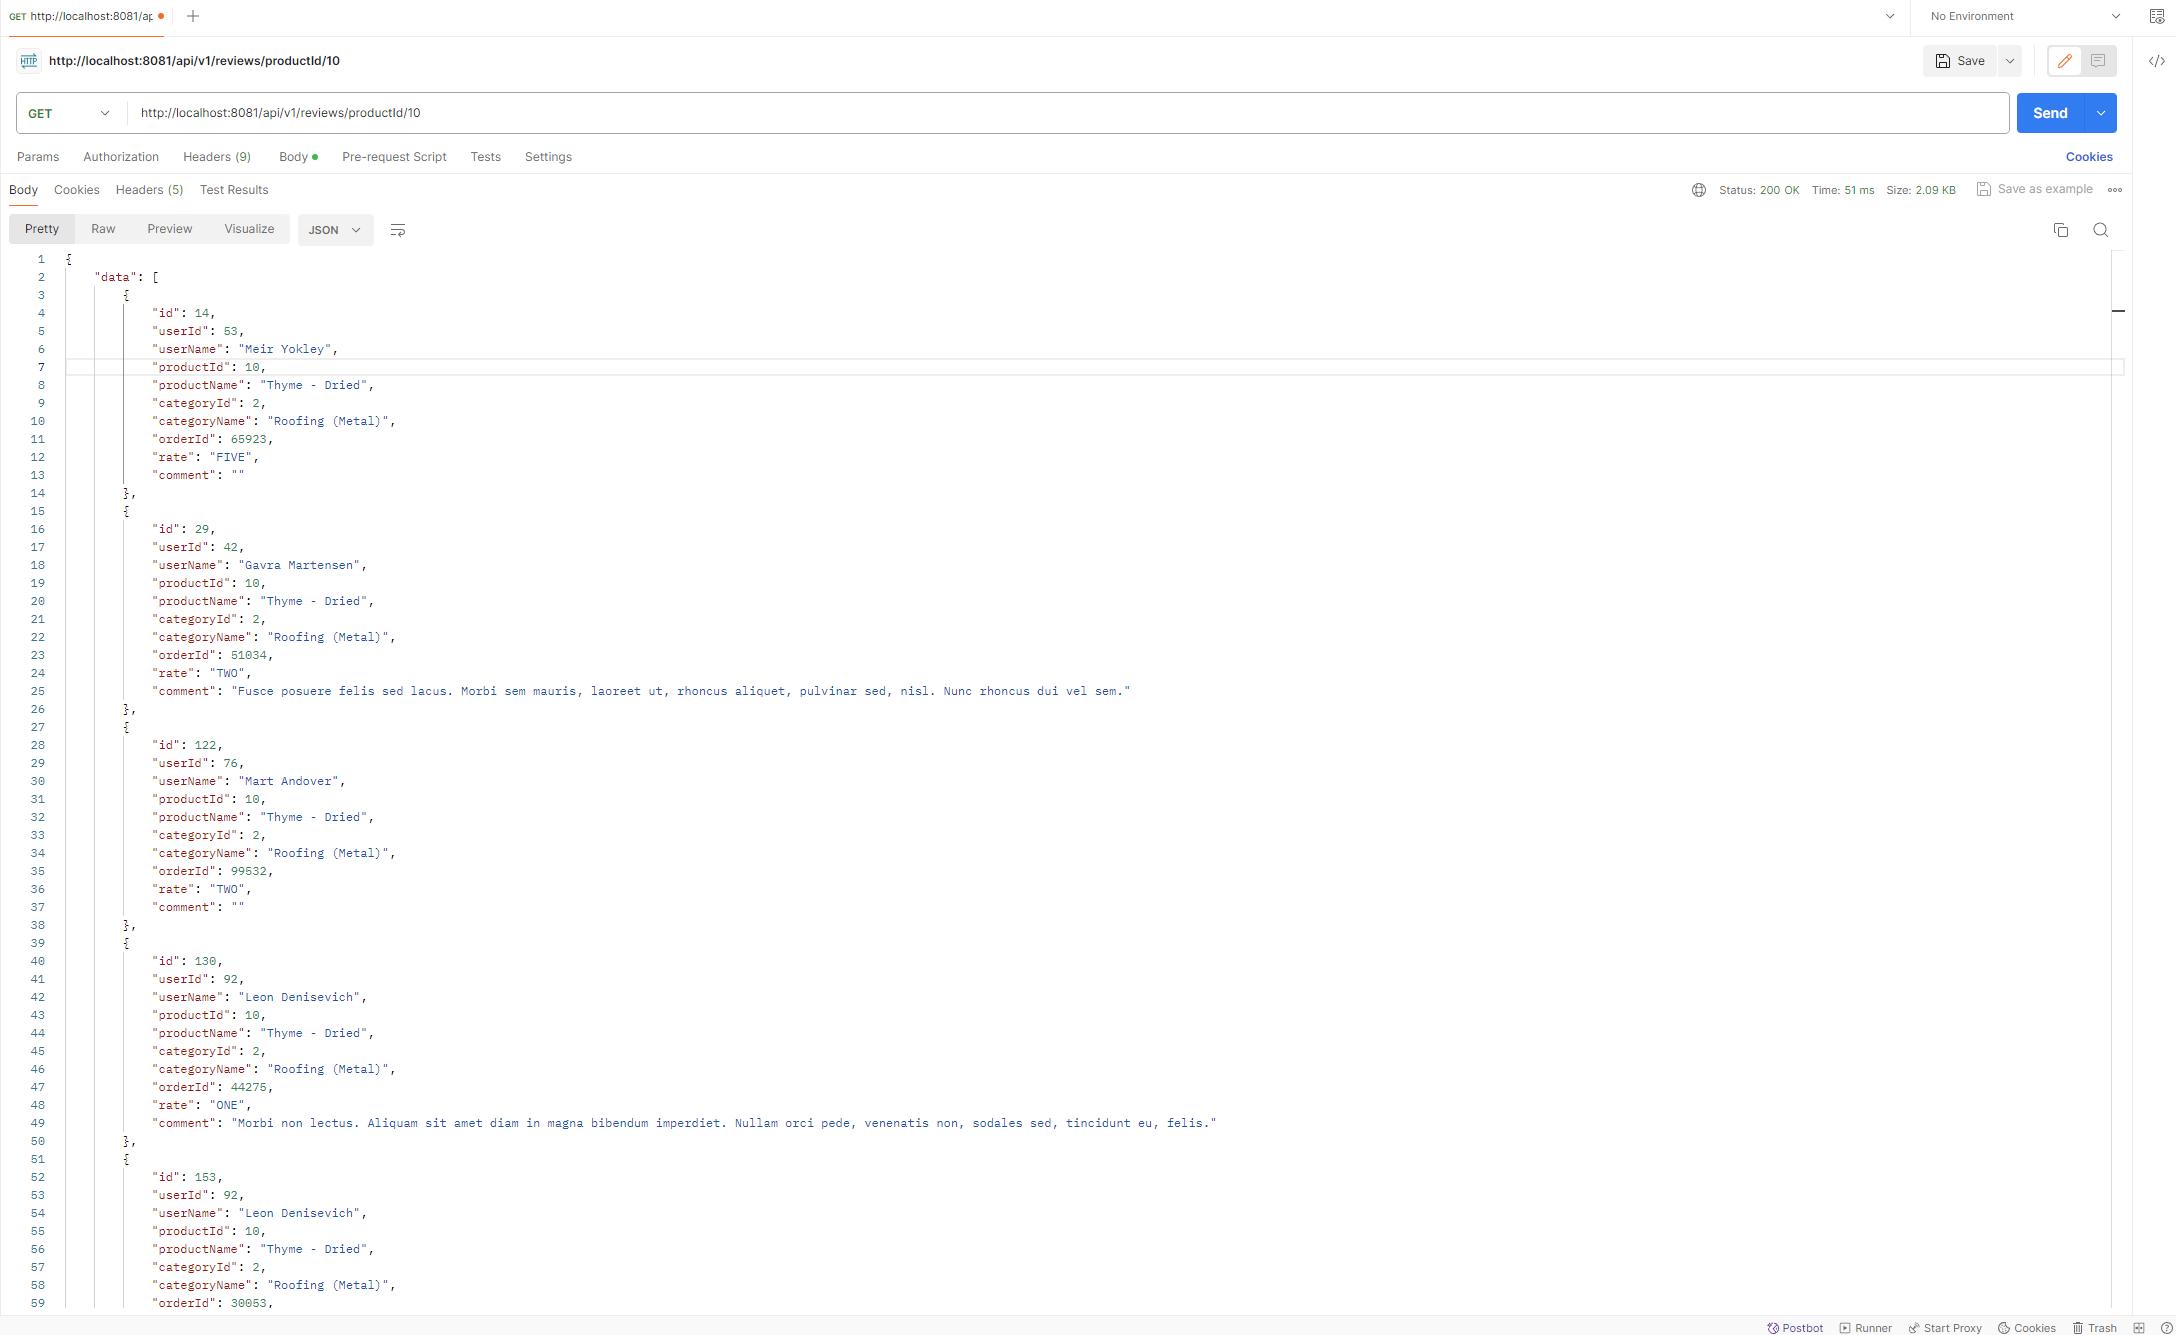 GET http://localhost:8081/ap
No Environment
HTTP http://localhost:8081/api/v1/reviews/productId/10
Save
GET http://localhost:8081/api/v1/reviews/productId/10
Send
Params Authorization Headers (9) Body Pre-request Script Tests Settings Cookies
Body Cookies Headers (5) Test Results Status: 200 OK Time: 51 ms Size: 2.09 KB Save as example
Pretty Raw Preview Visualize JSON
1 {
2 "data": [
3 {
4 "id": 14,
5 "userId": 53,
6 "userName": "Meir Yokley",
7 "productId": 10,
8 "productName": "Thyme - Dried",
9 "categoryId": 2,
10 "categoryName": "Roofing (Metal)",
11 "orderId": 65923,
12 "rate": "FIVE",
13 "comment": ""
14 },
15 {
16 "id": 29,
17 "userId": 42,
18 "userName": "Gavra Martensen",
19 "productId": 10,
20 "productName": "Thyme - Dried",
21 "categoryId": 2,
22 "categoryName": "Roofing (Metal)",
23 "orderId": 51034,
24 "rate": "TWO",
25 "comment": "Fusce posuere felis sed lacus. Morbi sem mauris, laoreet ut, rhoncus aliquet, pulvinar sed, nisl. Nunc rhoncus dui vel sem."
26 },
27 {
28 "id": 122,
29 "userId": 76,
30 "userName": "Mart Andover",
31 "productId": 10,
32 "productName": "Thyme - Dried",
33 "categoryId": 2,
34 "categoryName": "Roofing (Metal)",
35 "orderId": 99532,
36 "rate": "TWO",
37 "comment": ""
38 },
39 {
40 "id": 130,
41 "userId": 92,
42 "userName": "Leon Denisevich",
43 "productId": 10,
44 "productName": "Thyme - Dried",
45 "categoryId": 2,
46 "categoryName": "Roofing (Metal)",
47 "orderId": 44275,
48 "rate": "ONE",
49 "comment": "Morbi non lectus. Aliquam sit amet diam in magna bibendum imperdiet. Nullam orci pede, venenatis non, sodales sed, tincidunt eu, felis."
50 },
51 {
52 "id": 153,
53 "userId": 92,
54 "userName": "Leon Denisevich",
55 "productId": 10,
56 "productName": "Thyme - Dried",
57 "categoryId": 2,
58 "categoryName": "Roofing (Metal)",
59 "orderId": 30053,
Postbot Runner Start Proxy Cookies Trash